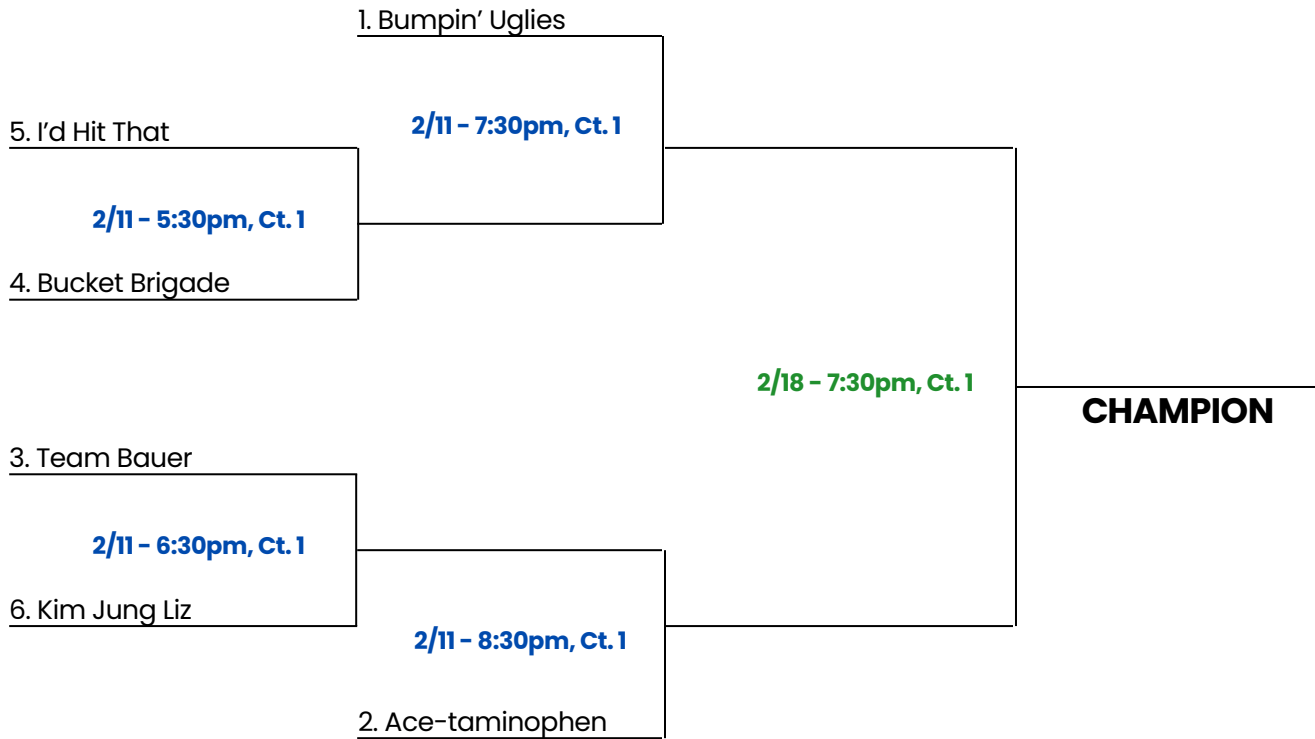 1. Bumpin’ Uglies
2/11 – 7:30pm, Ct. 1
5. I’d Hit That
2/11 – 5:30pm, Ct. 1
4. Bucket Brigade
2/18 – 7:30pm, Ct. 1
CHAMPION
3. Team Bauer
2/11 – 6:30pm, Ct. 1
6. Kim Jung Liz
2/11 – 8:30pm, Ct. 1
2. Ace-taminophen